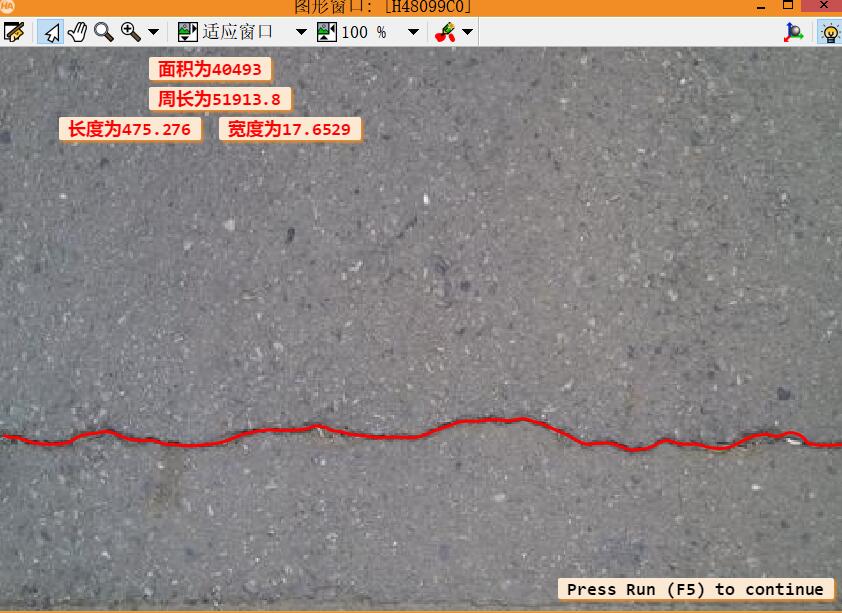 HA
图形窗口: [H48099C0]
适应窗口 100 %
面积为40493
周长为51913.8
长度为475.276 宽度为17.6529
Press Run (F5) to continue